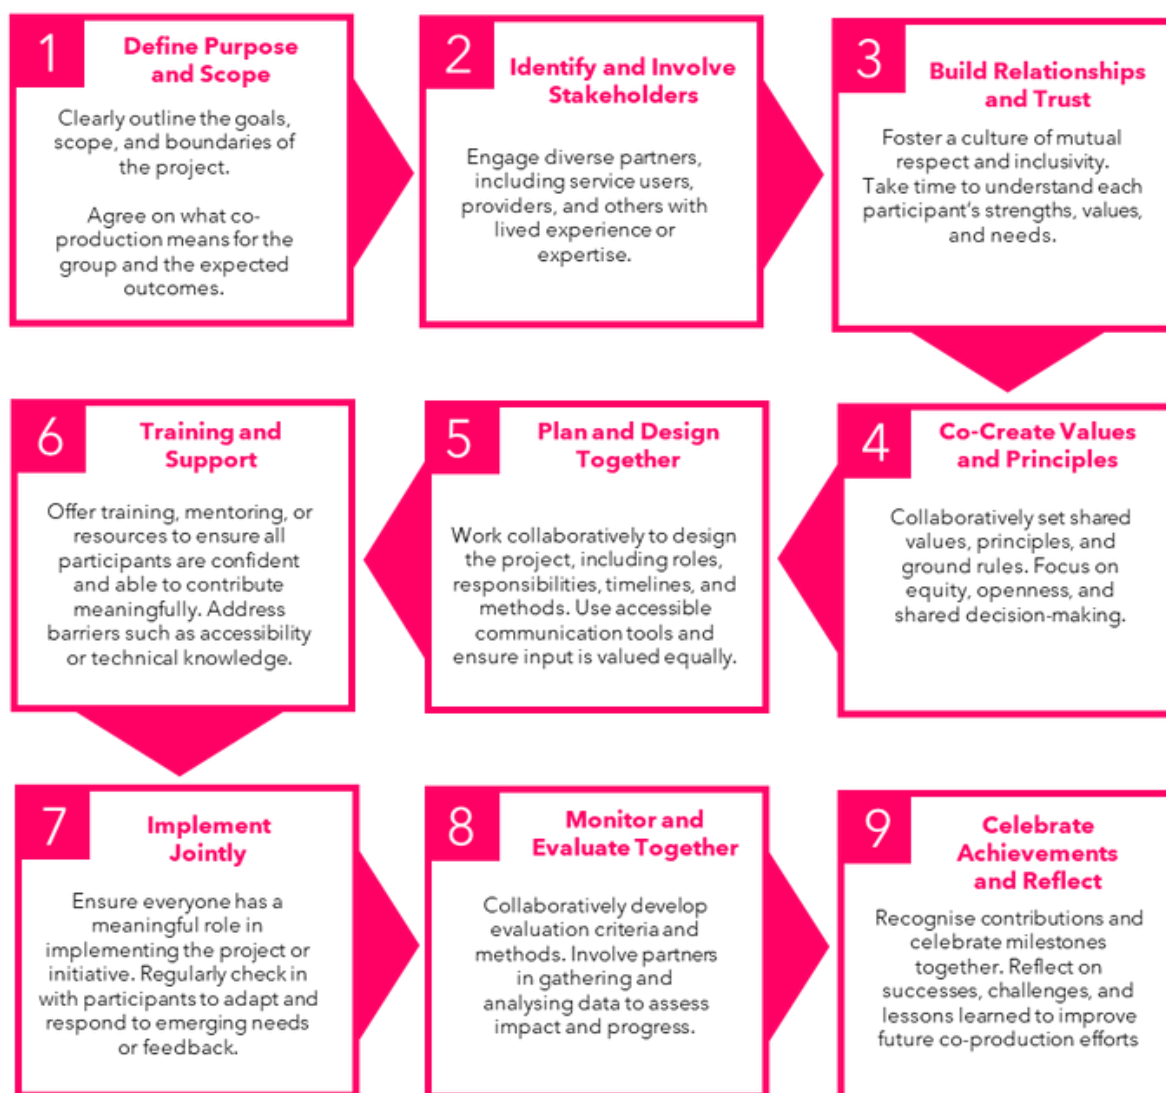 1
Define Purpose
and Scope
Clearly outline the goals,
scope, and boundaries of
the project.
Agree on what co-
production means for the
group and the expected
outcomes.
2
Identify and Involve
Stakeholders
Engage diverse partners,
including service users,
providers, and others with
lived experience or
expertise.
3
Build Relationships
and Trust
Foster a culture of mutual
respect and inclusivity.
Take time to understand each
participant's strengths, values,
and needs.
4
Co-Create Values
and Principles
Collaboratively set shared
values, principles, and
ground rules. Focus on
equity, openness, and
shared decision-making.
5
Plan and Design
Together
Work collaboratively to design
the project, including roles,
responsibilities, timelines, and
methods. Use accessible
communication tools and
ensure input is valued equally.
6
Training and
Support
Offer training, mentoring, or
resources to ensure all
participants are confident
and able to contribute
meaningfully. Address
barriers such as accessibility
or technical knowledge.
7
Implement
Jointly
Ensure everyone has a
meaningful role in
implementing the project or
initiative. Regularly check in
with participants to adapt and
respond to emerging needs
or feedback.
8
Monitor and
Evaluate Together
Collaboratively develop
evaluation criteria and
methods. Involve partners
in gathering and
analysing data to assess
impact and progress.
9
Celebrate
Achievements
and Reflect
Recognise contributions and
celebrate milestones
together. Reflect on
successes, challenges, and
lessons learned to improve
future co-production efforts